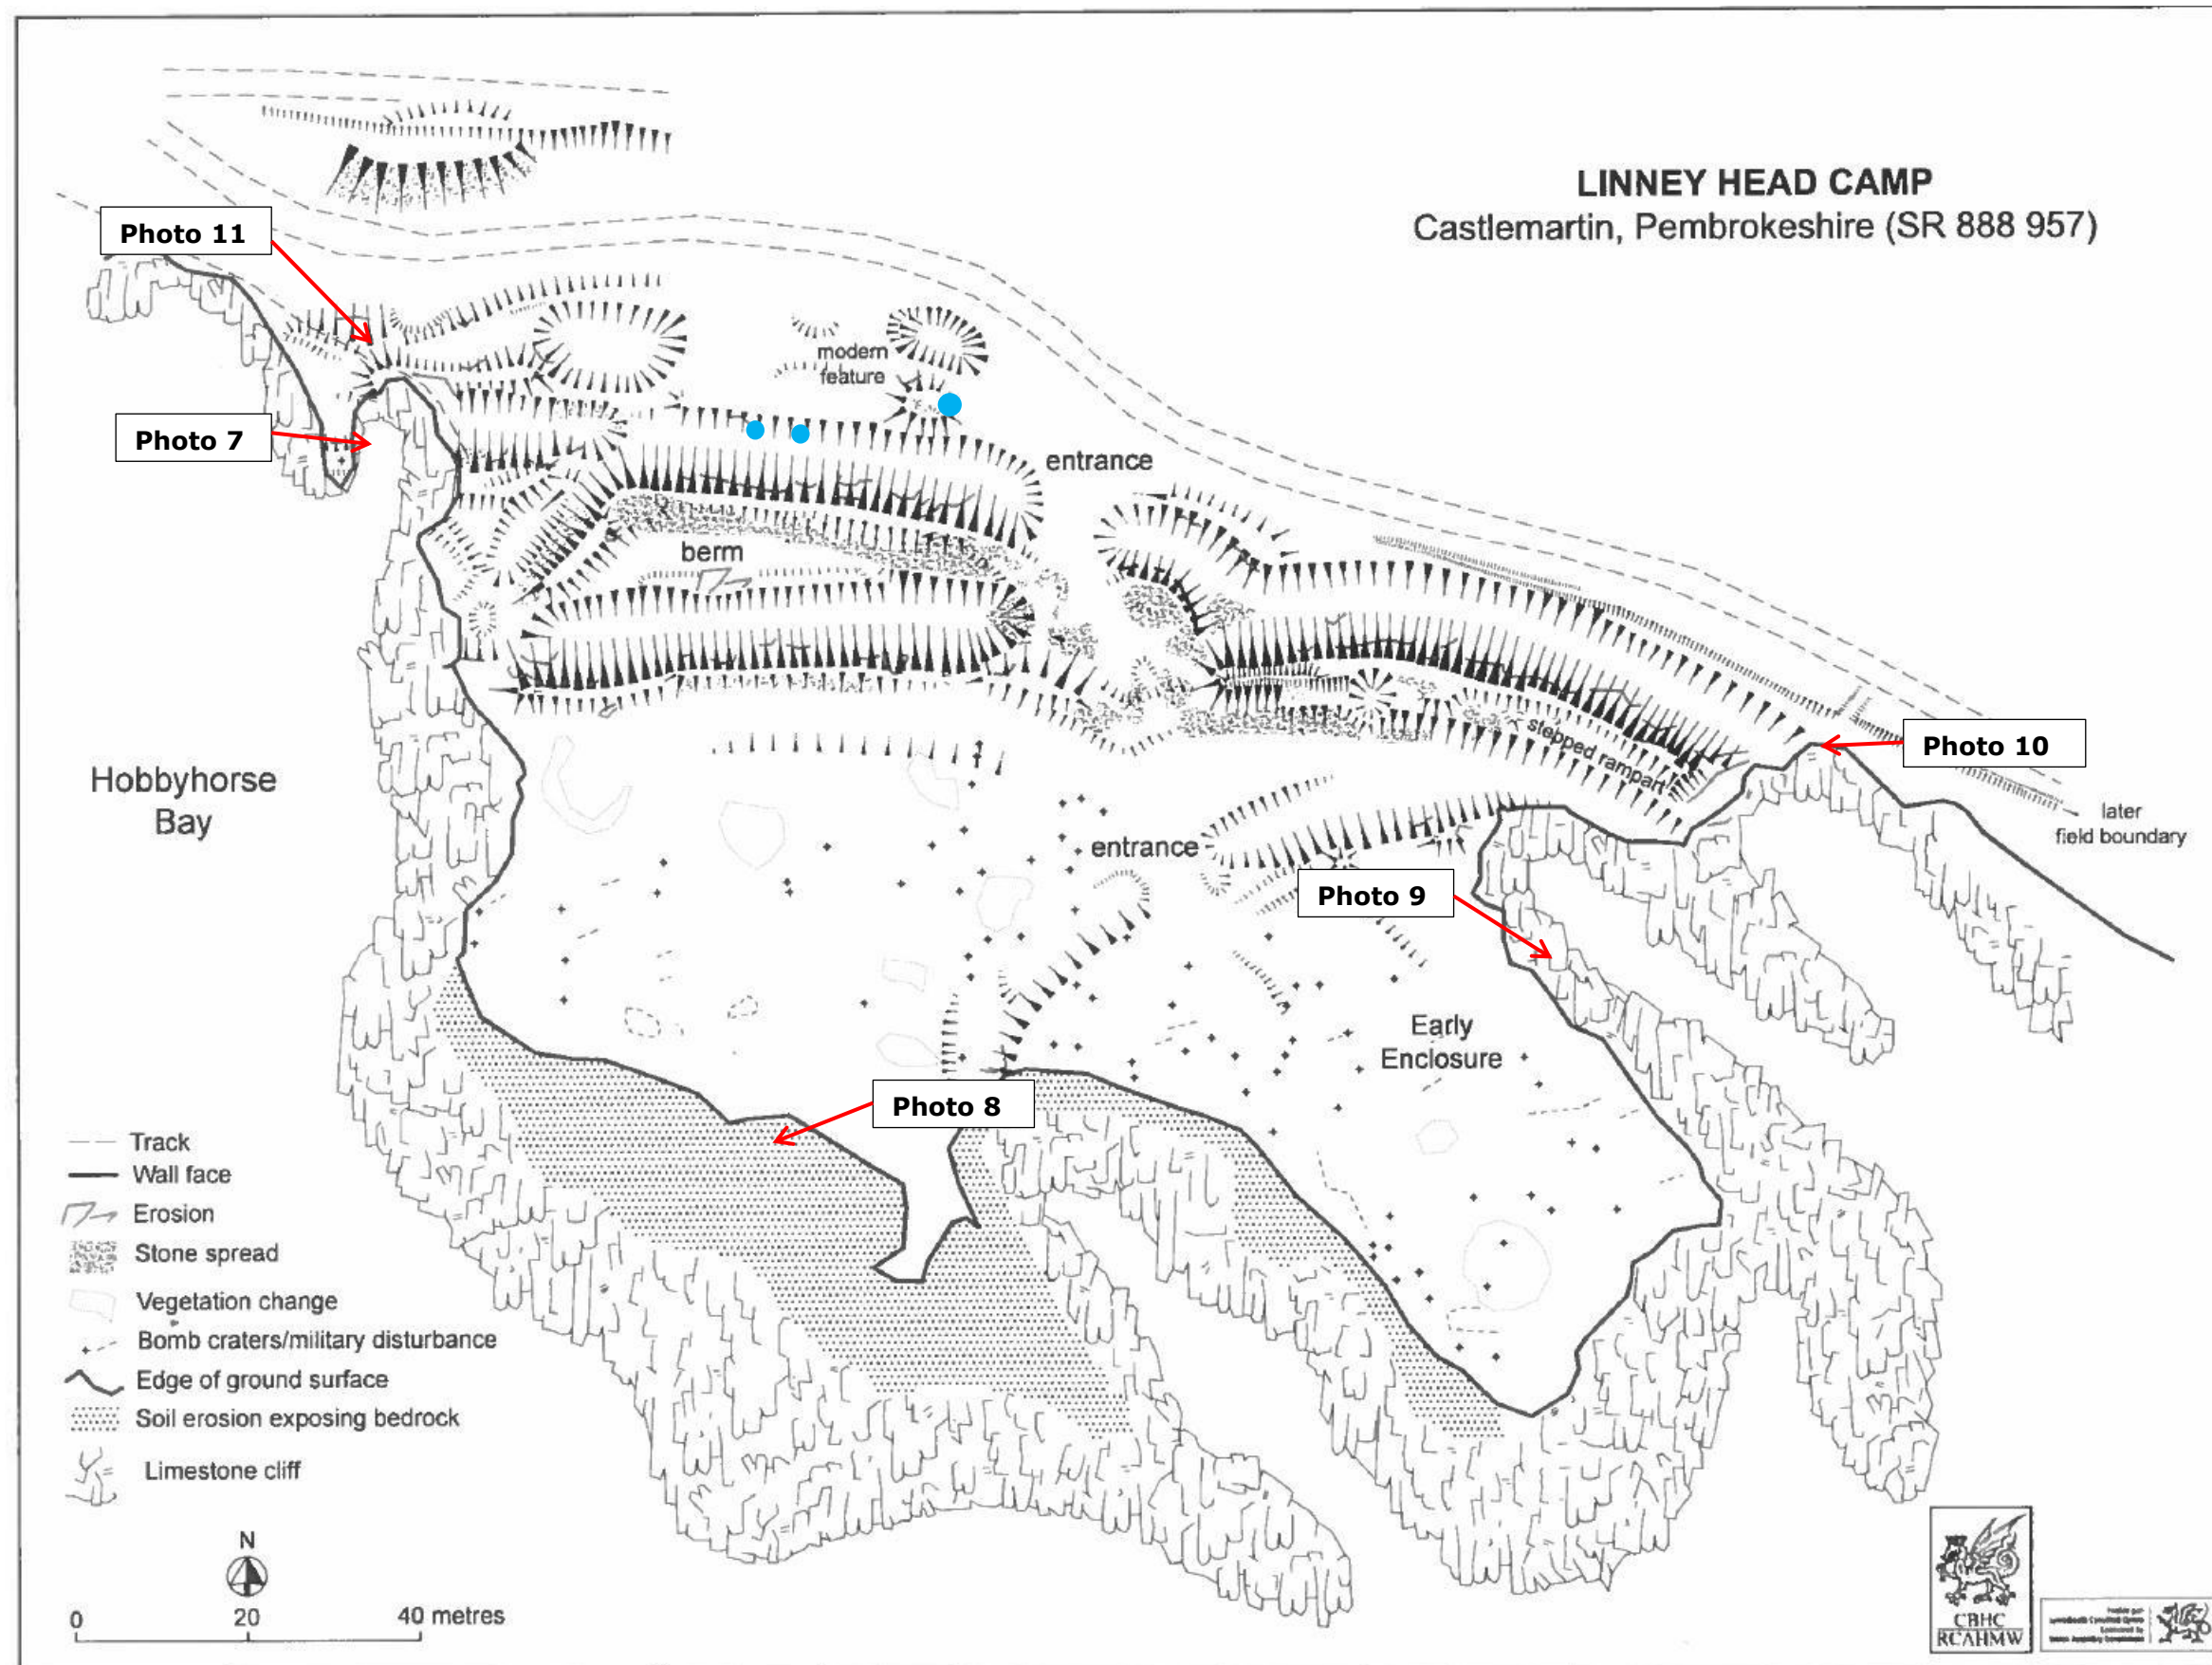 LINNEY HEAD CAMP
Castlemartin, Pembrokeshire (SR 888 957)
Photo 11
modern
feature
Photo 7
entrance
berm
stepped rampart
Photo 10
Hobbyhorse
Bay
later
field boundary
entrance
Photo 9
Early
Enclosure
Photo 8
Track
Wall face
Erosion
Stone spread
Vegetation change
Bomb craters/military disturbance
Edge of ground surface
Soil erosion exposing bedrock
Limestone cliff
N
0 20 40 metres
CBHC
RCAHMW